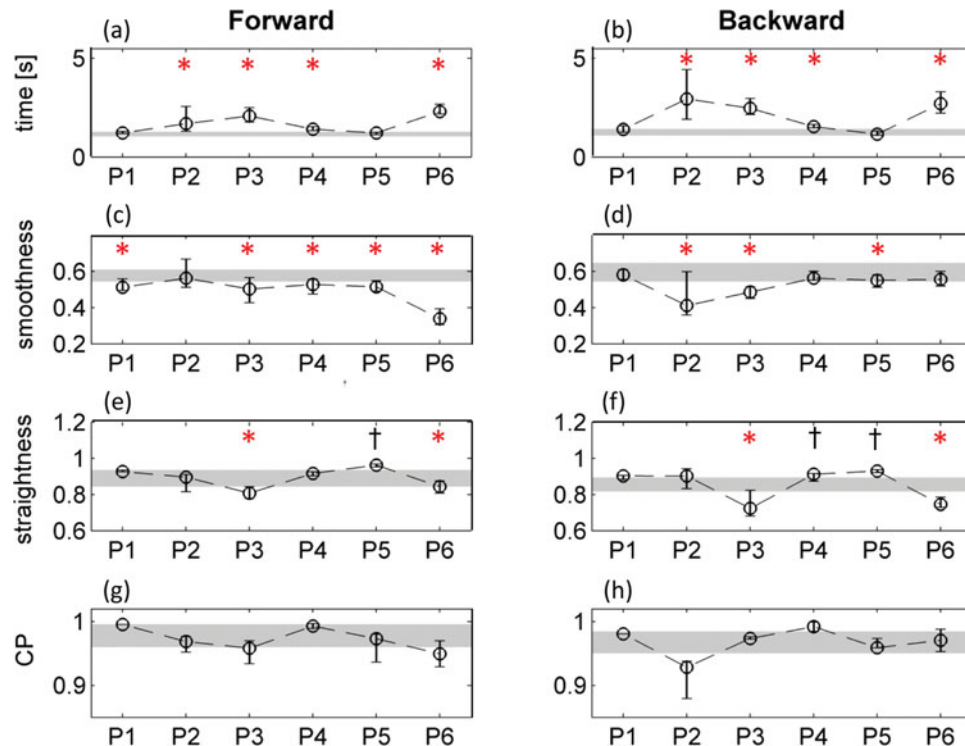 Forward
Backward
(a)
(b)
time [s]
5
0
* * * *
P1 P2 P3 P4 P5 P6
5
0
* * * *
P1 P2 P3 P4 P5 P6
(c)
(d)
smoothness
0.6
0.4
0.2
* * * * *
P1 P2 P3 P4 P5 P6
0.6
0.4
0.2
* * *
P1 P2 P3 P4 P5 P6
(e)
(f)
straightness
1.2
1
0.8
0.6
* † *
P1 P2 P3 P4 P5 P6
1.2
1
0.8
0.6
* † † *
P1 P2 P3 P4 P5 P6
(g)
(h)
CP
1
0.9
P1 P2 P3 P4 P5 P6
1
0.9
P1 P2 P3 P4 P5 P6